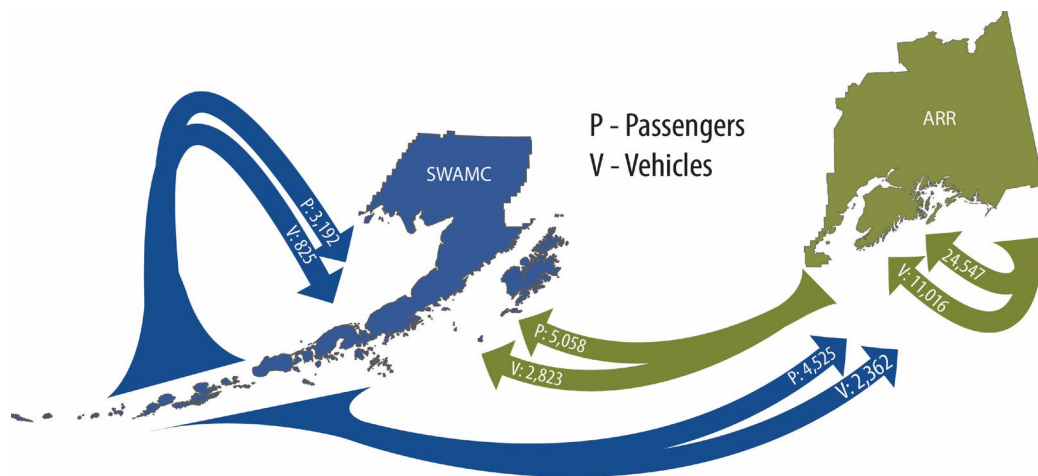 P - Passengers
V - Vehicles
ARR
SWAMC
P: 3,192
V: 825
24,547
V: 11,016
P: 5,058
V: 2,823
P: 4,525
V: 2,362